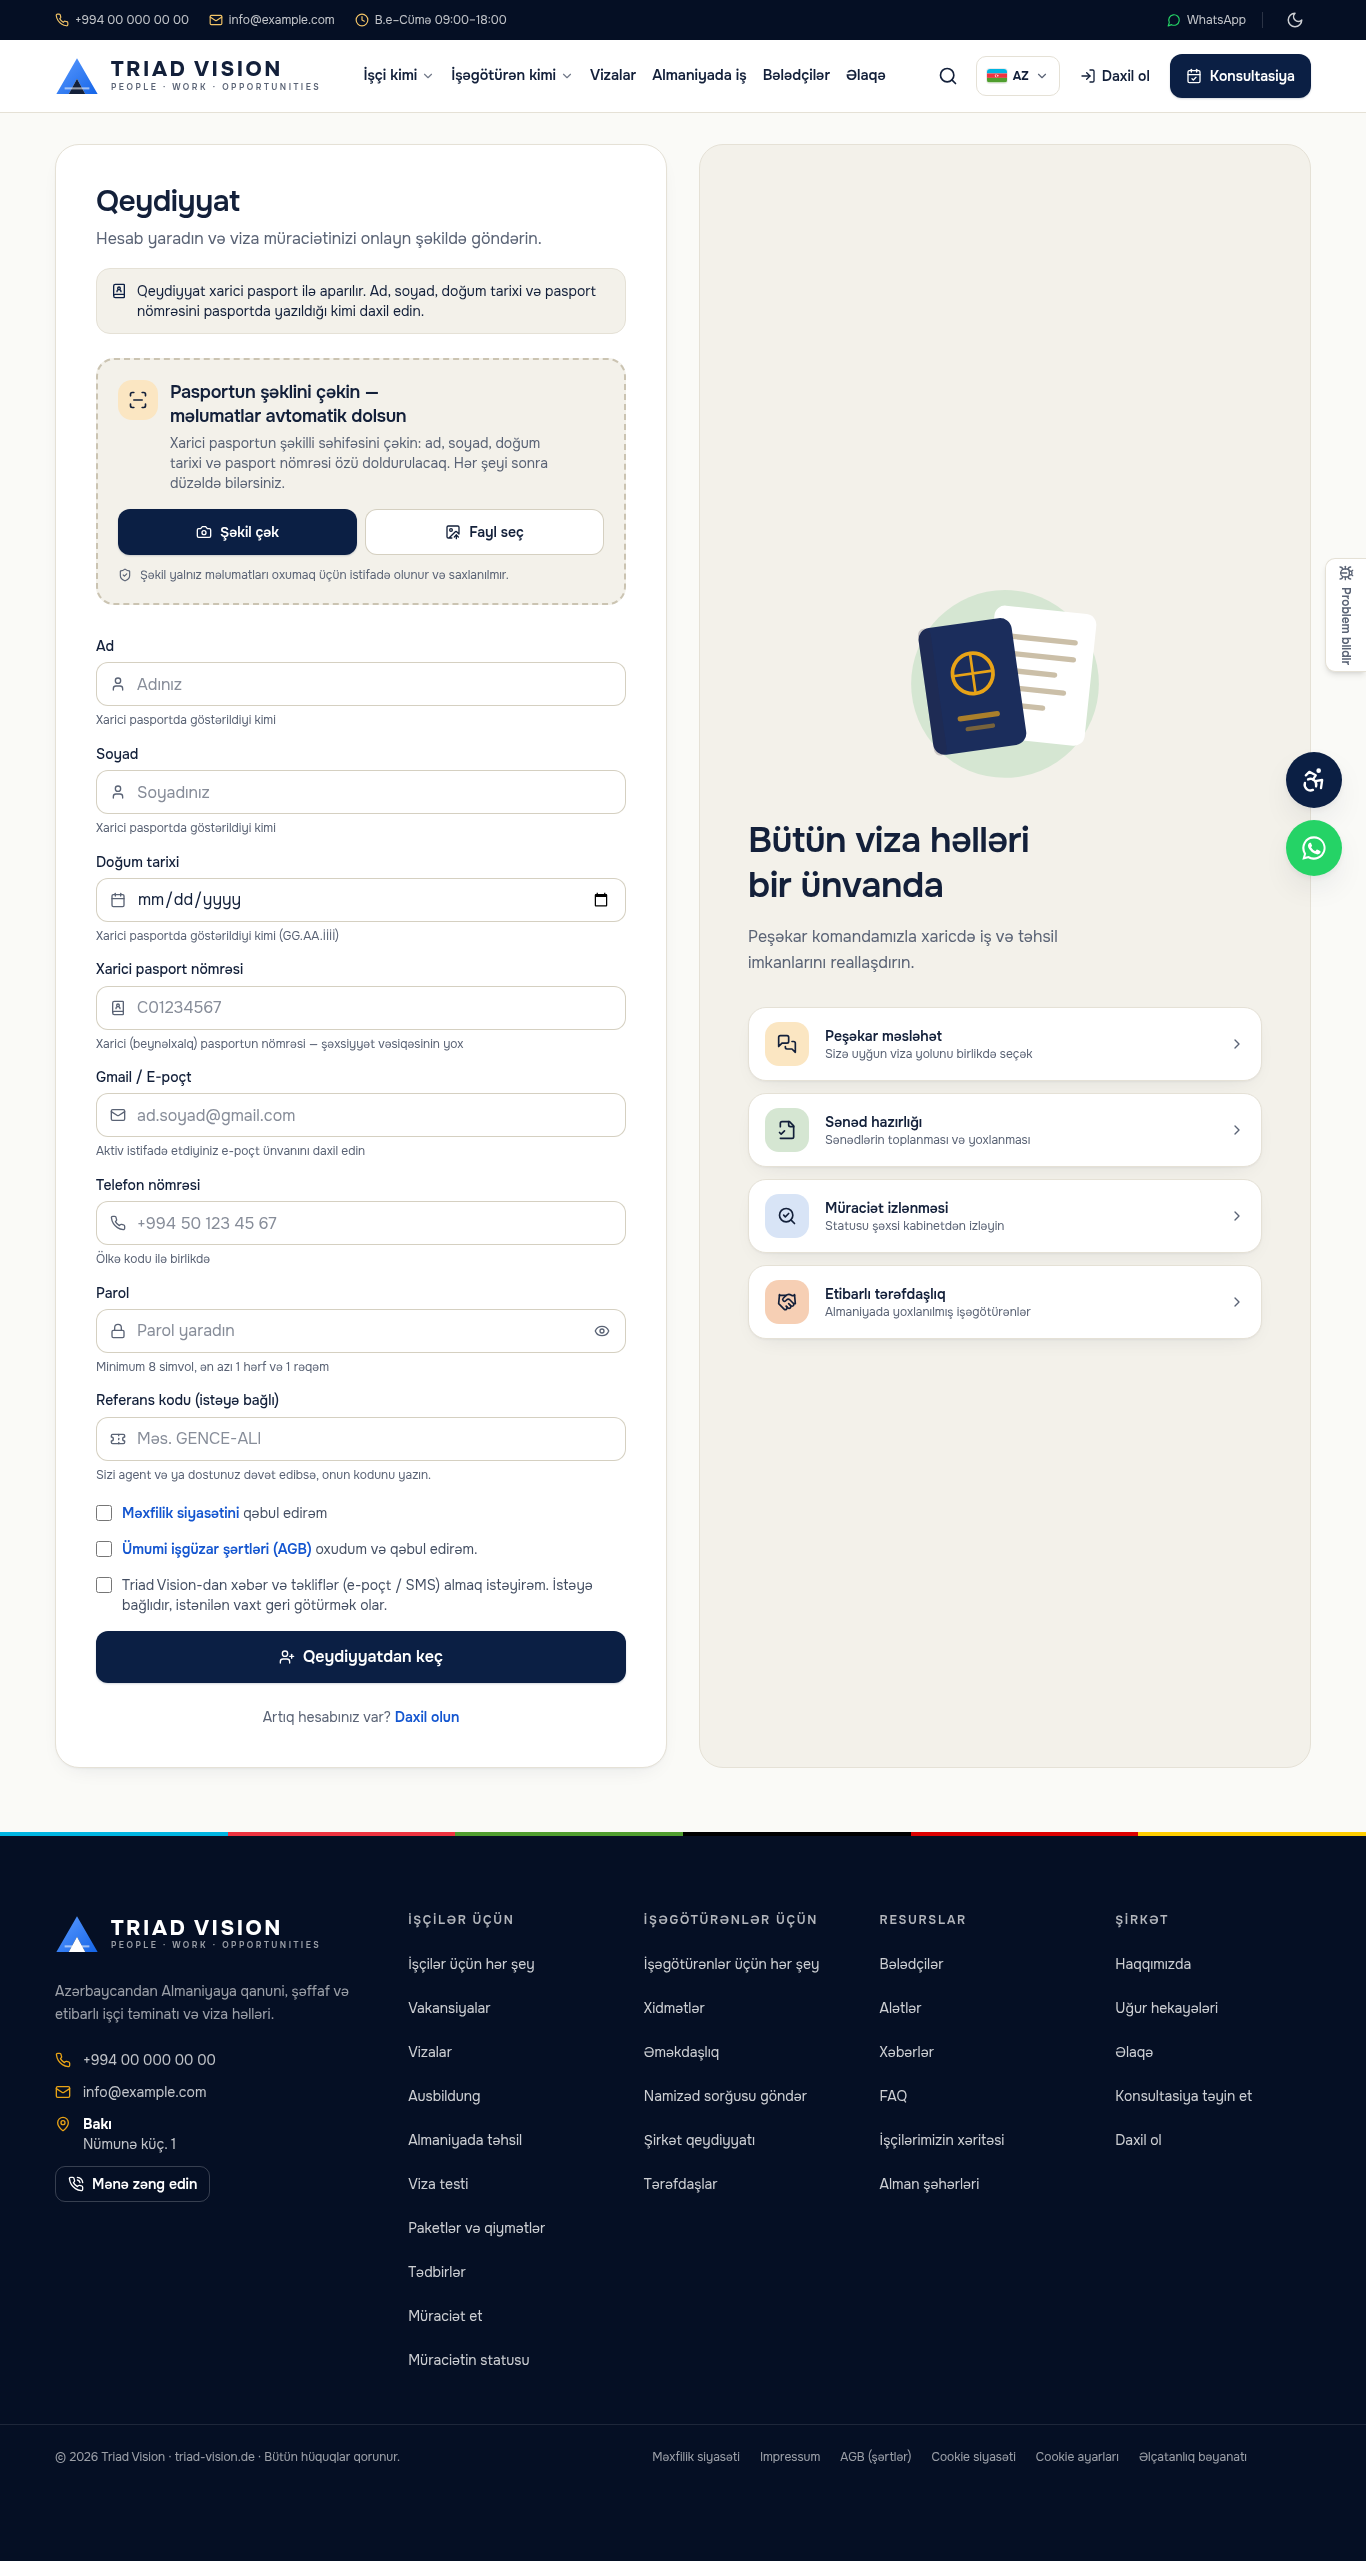 +994 00 000 00 00
info@example.com
B.e–Cümə 09:00–18:00
WhatsApp
TRIAD VISION
PEOPLE · WORK · OPPORTUNITIES
İşçi kimi
İşəgötürən kimi
Vizalar
Almaniyada iş
Bələdçilər
Əlaqə
AZ
Daxil ol
Konsultasiya
Qeydiyyat
Hesab yaradın və viza müraciətinizi onlayn şəkildə göndərin.
Qeydiyyat xarici pasport ilə aparılır. Ad, soyad, doğum tarixi və pasport
nömrəsini pasportda yazıldığı kimi daxil edin.
Pasportun şəklini çəkin —
məlumatlar avtomatik dolsun
Xarici pasportun şəkilli səhifəsini çəkin: ad, soyad, doğum
tarixi və pasport nömrəsi özü doldurulacaq. Hər şeyi sonra
düzəldə bilərsiniz.
Şəkil çək
Fayl seç
Şəkil yalnız məlumatları oxumaq üçün istifadə olunur və saxlanılmır.
Ad
Adınız
Xarici pasportda göstərildiyi kimi
Soyad
Soyadınız
Xarici pasportda göstərildiyi kimi
Doğum tarixi
mm/dd/yyyy
Xarici pasportda göstərildiyi kimi (GG.AA.İİİİ)
Xarici pasport nömrəsi
C01234567
Xarici (beynəlxalq) pasportun nömrəsi — şəxsiyyət vəsiqəsinin yox
Gmail / E-poçt
ad.soyad@gmail.com
Aktiv istifadə etdiyiniz e-poçt ünvanını daxil edin
Telefon nömrəsi
+994 50 123 45 67
Ölkə kodu ilə birlikdə
Parol
Parol yaradın
Minimum 8 simvol, ən azı 1 hərf və 1 rəqəm
Referans kodu (istəyə bağlı)
Məs. GENCE-ALI
Sizi agent və ya dostunuz dəvət edibsə, onun kodunu yazın.
Məxfilik siyasətini qəbul edirəm
Ümumi işgüzar şərtləri (AGB) oxudum və qəbul edirəm.
Triad Vision-dan xəbər və təkliflər (e-poçt / SMS) almaq istəyirəm. İstəyə
bağlıdır, istənilən vaxt geri götürmək olar.
Qeydiyyatdan keç
Artıq hesabınız var? Daxil olun
Bütün viza həlləri
bir ünvanda
Peşəkar komandamızla xaricdə iş və təhsil
imkanlarını reallaşdırın.
Peşəkar məsləhət
Sizə uyğun viza yolunu birlikdə seçək
Sənəd hazırlığı
Sənədlərin toplanması və yoxlanması
Müraciət izlənməsi
Statusu şəxsi kabinetdən izləyin
Etibarlı tərəfdaşlıq
Almaniyada yoxlanılmış işəgötürənlər
Problem bildir
TRIAD VISION
PEOPLE · WORK · OPPORTUNITIES
Azərbaycandan Almaniyaya qanuni, şəffaf və
etibarlı işçi təminatı və viza həlləri.
+994 00 000 00 00
info@example.com
Bakı
Nümunə küç. 1
Mənə zəng edin
İŞÇİLƏR ÜÇÜN
İşçilər üçün hər şey
Vakansiyalar
Vizalar
Ausbildung
Almaniyada təhsil
Viza testi
Paketlər və qiymətlər
Tədbirlər
Müraciət et
Müraciətin statusu
İŞƏGÖTÜRƏNLƏR ÜÇÜN
İşəgötürənlər üçün hər şey
Xidmətlər
Əməkdaşlıq
Namizəd sorğusu göndər
Şirkət qeydiyyatı
Tərəfdaşlar
RESURSLAR
Bələdçilər
Alətlər
Xəbərlər
FAQ
İşçilərimizin xəritəsi
Alman şəhərləri
ŞİRKƏT
Haqqımızda
Uğur hekayələri
Əlaqə
Konsultasiya təyin et
Daxil ol
© 2026 Triad Vision · triad-vision.de · Bütün hüquqlar qorunur.
Məxfilik siyasəti
Impressum
AGB (şərtlər)
Cookie siyasəti
Cookie ayarları
Əlçatanlıq bəyanatı